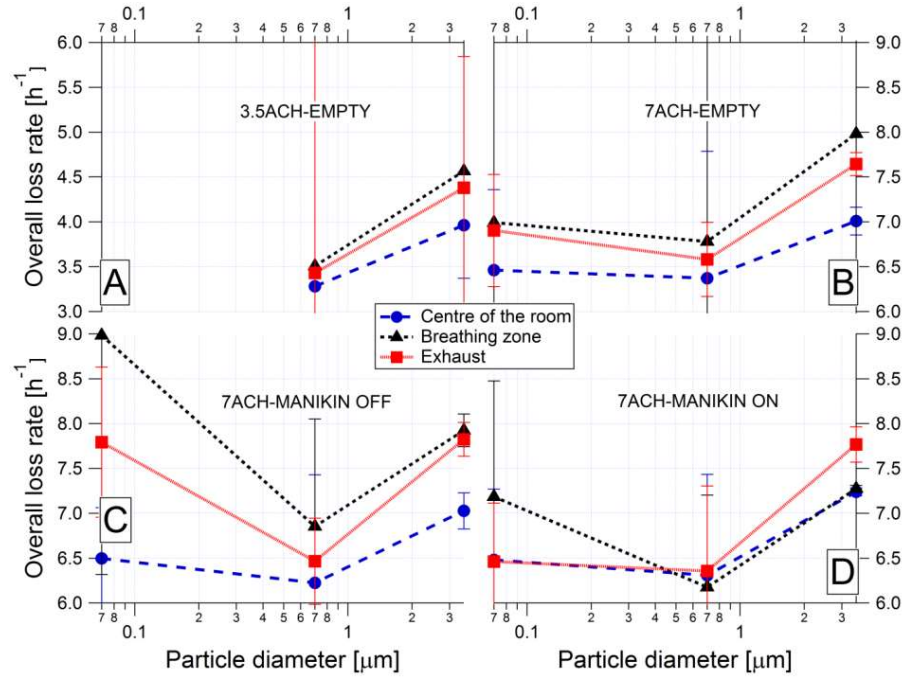 0.1 1 0.1 1
7 8 2 3 4 5 6 7 8 2 3 7 8 2 3 4 5 6 7 8 2 3
Overall loss rate [h⁻¹]
6.0
5.5
5.0
4.5
4.0
3.5
3.0
3.5ACH-EMPTY
A
7ACH-EMPTY
B
9.0
8.5
8.0
7.5
7.0
6.5
6.0
Centre of the room
Breathing zone
Exhaust
Overall loss rate [h⁻¹]
9.0
8.5
8.0
7.5
7.0
6.5
6.0
7ACH-MANIKIN OFF
C
7ACH-MANIKIN ON
D
9.0
8.5
8.0
7.5
7.0
6.5
6.0
7 8 2 3 4 5 6 7 8 2 3 7 8 2 3 4 5 6 7 8 2 3
0.1 1 0.1 1
Particle diameter [μm] Particle diameter [μm]